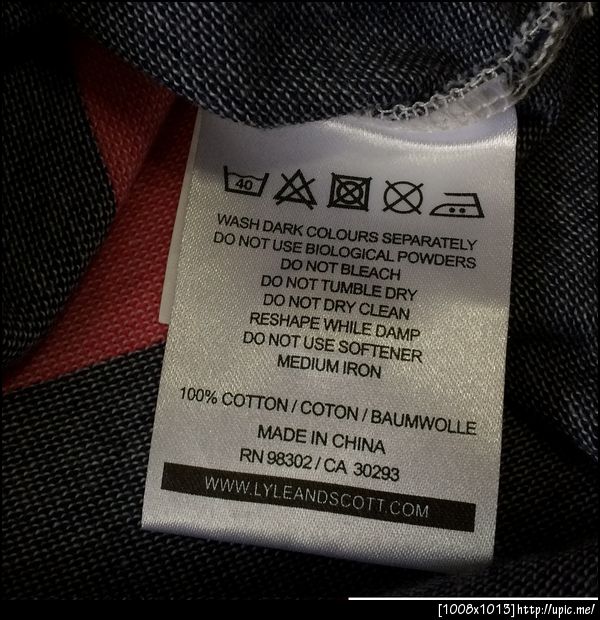 40
WASH DARK COLOURS SEPARATELY
DO NOT USE BIOLOGICAL POWDERS
DO NOT BLEACH
DO NOT TUMBLE DRY
DO NOT DRY CLEAN
RESHAPE WHILE DAMP
DO NOT USE SOFTENER
MEDIUM IRON
100% COTTON / COTON / BAUMWOLLE
MADE IN CHINA
RN 98302 / CA 30293
WWW.LYLEANDSCOTT.COM
[1008x1013]http://upic.me/